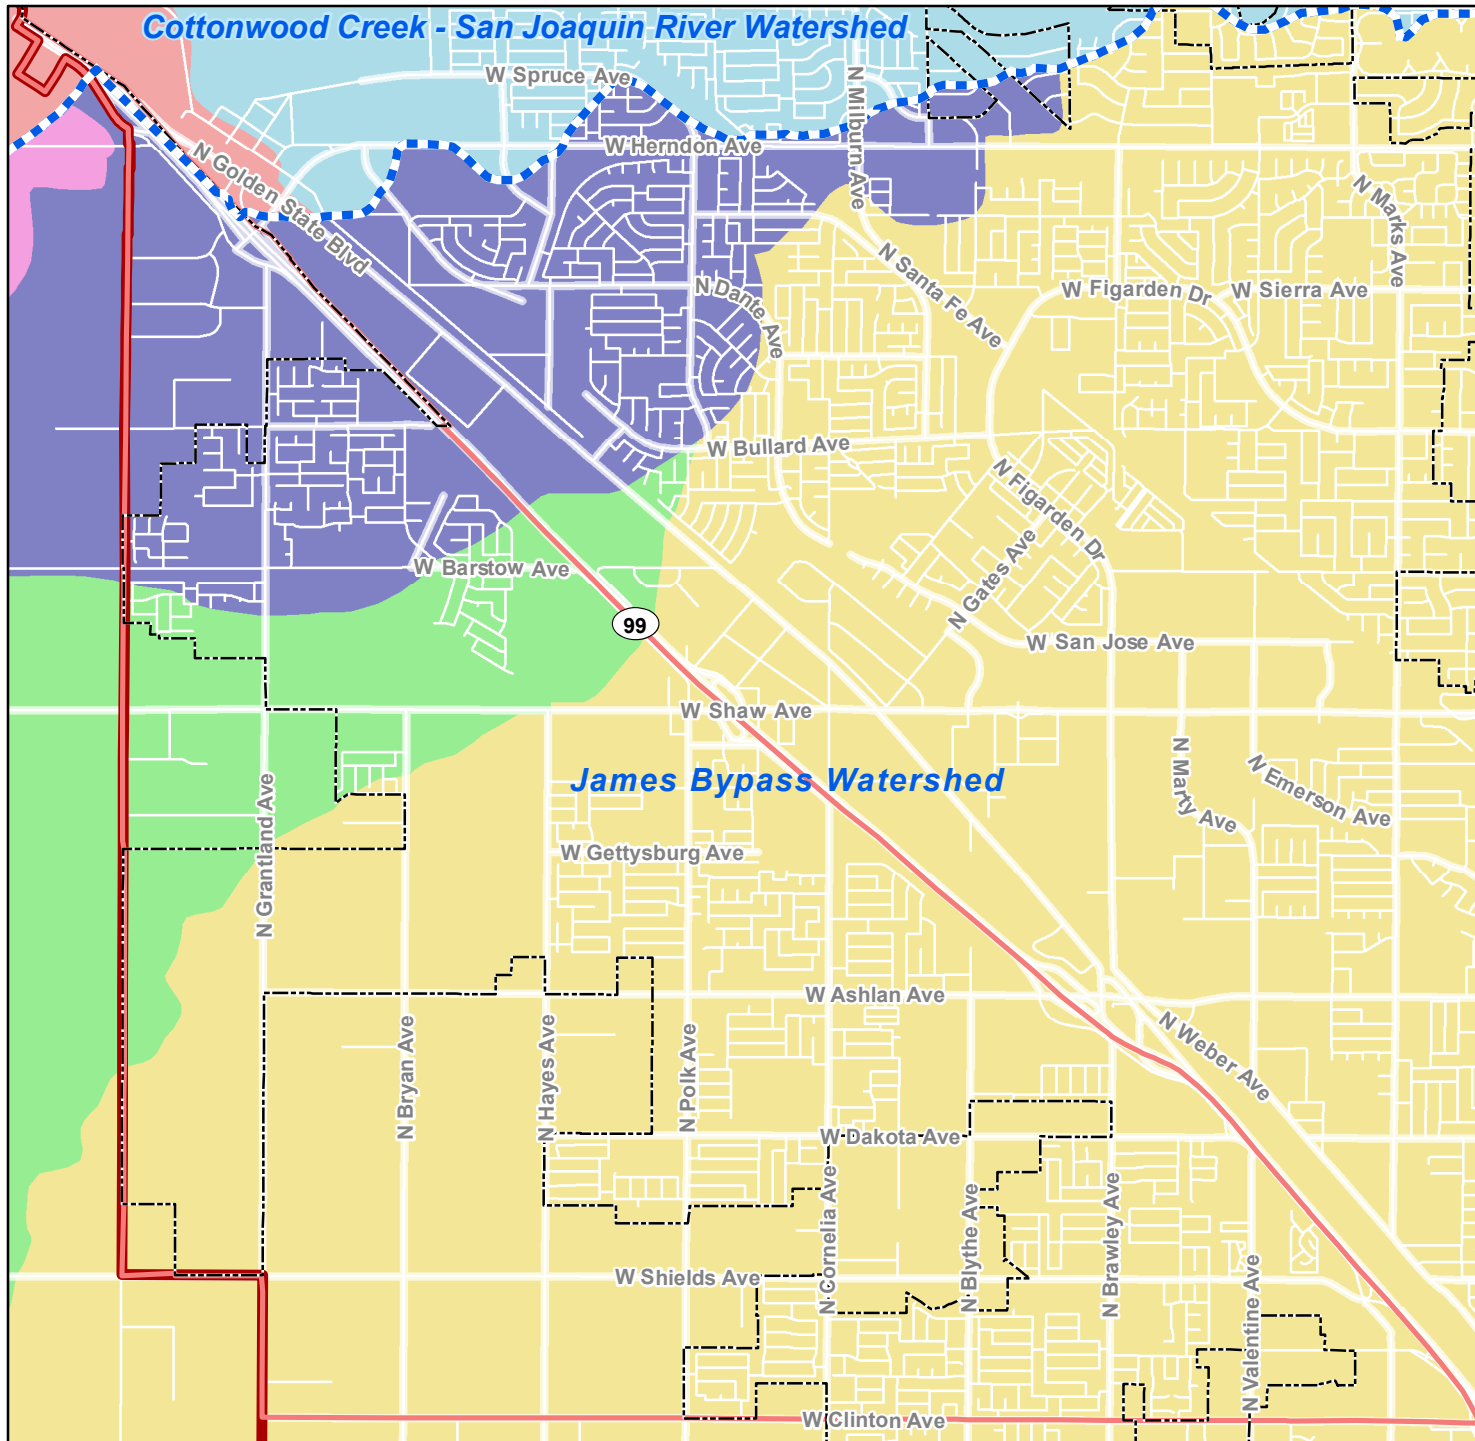 Cottonwood Creek - San Joaquin River Watershed
W Spruce Ave
N Milburn Ave
W Herndon Ave
N Golden State Blvd
N Marks Ave
N Santa Fe Ave
N Dante Ave
W Figarden Dr
W Sierra Ave
W Bullard Ave
N Figarden Dr
N Gates Ave
W Barstow Ave
99
W San Jose Ave
W Shaw Ave
James Bypass Watershed
N Marty Ave
N Emerson Ave
N Grantland Ave
W Gettysburg Ave
W Ashlan Ave
N Weber Ave
N Bryan Ave
N Hayes Ave
N Polk Ave
W Dakota Ave
N Cornelia Ave
N Blythe Ave
N Brawley Ave
N Valentine Ave
W Shields Ave
W Clinton Ave